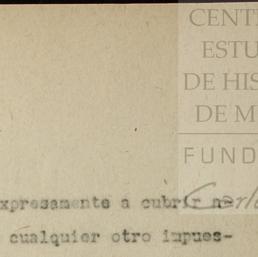 CENT
ESTU
DE HIS
DE M
FUND
expresamente a cubrir n-
cualquier otro impues-